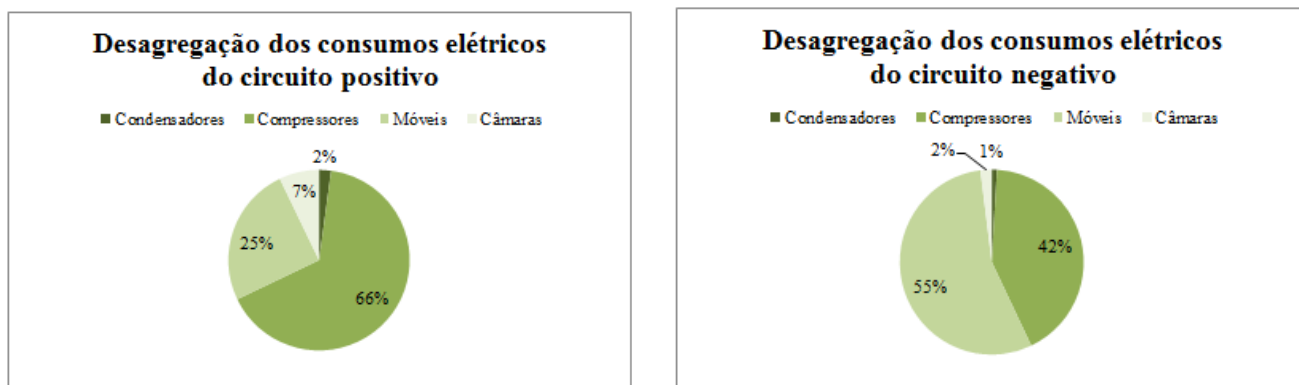 Desagregação dos consumos elétricos
do circuito positivo
Condensadores Compressores Móveis Câmaras
2%
7%
25%
66%
Desagregação dos consumos elétricos
do circuito negativo
Condensadores Compressores Móveis Câmaras
2% 1%
42%
55%